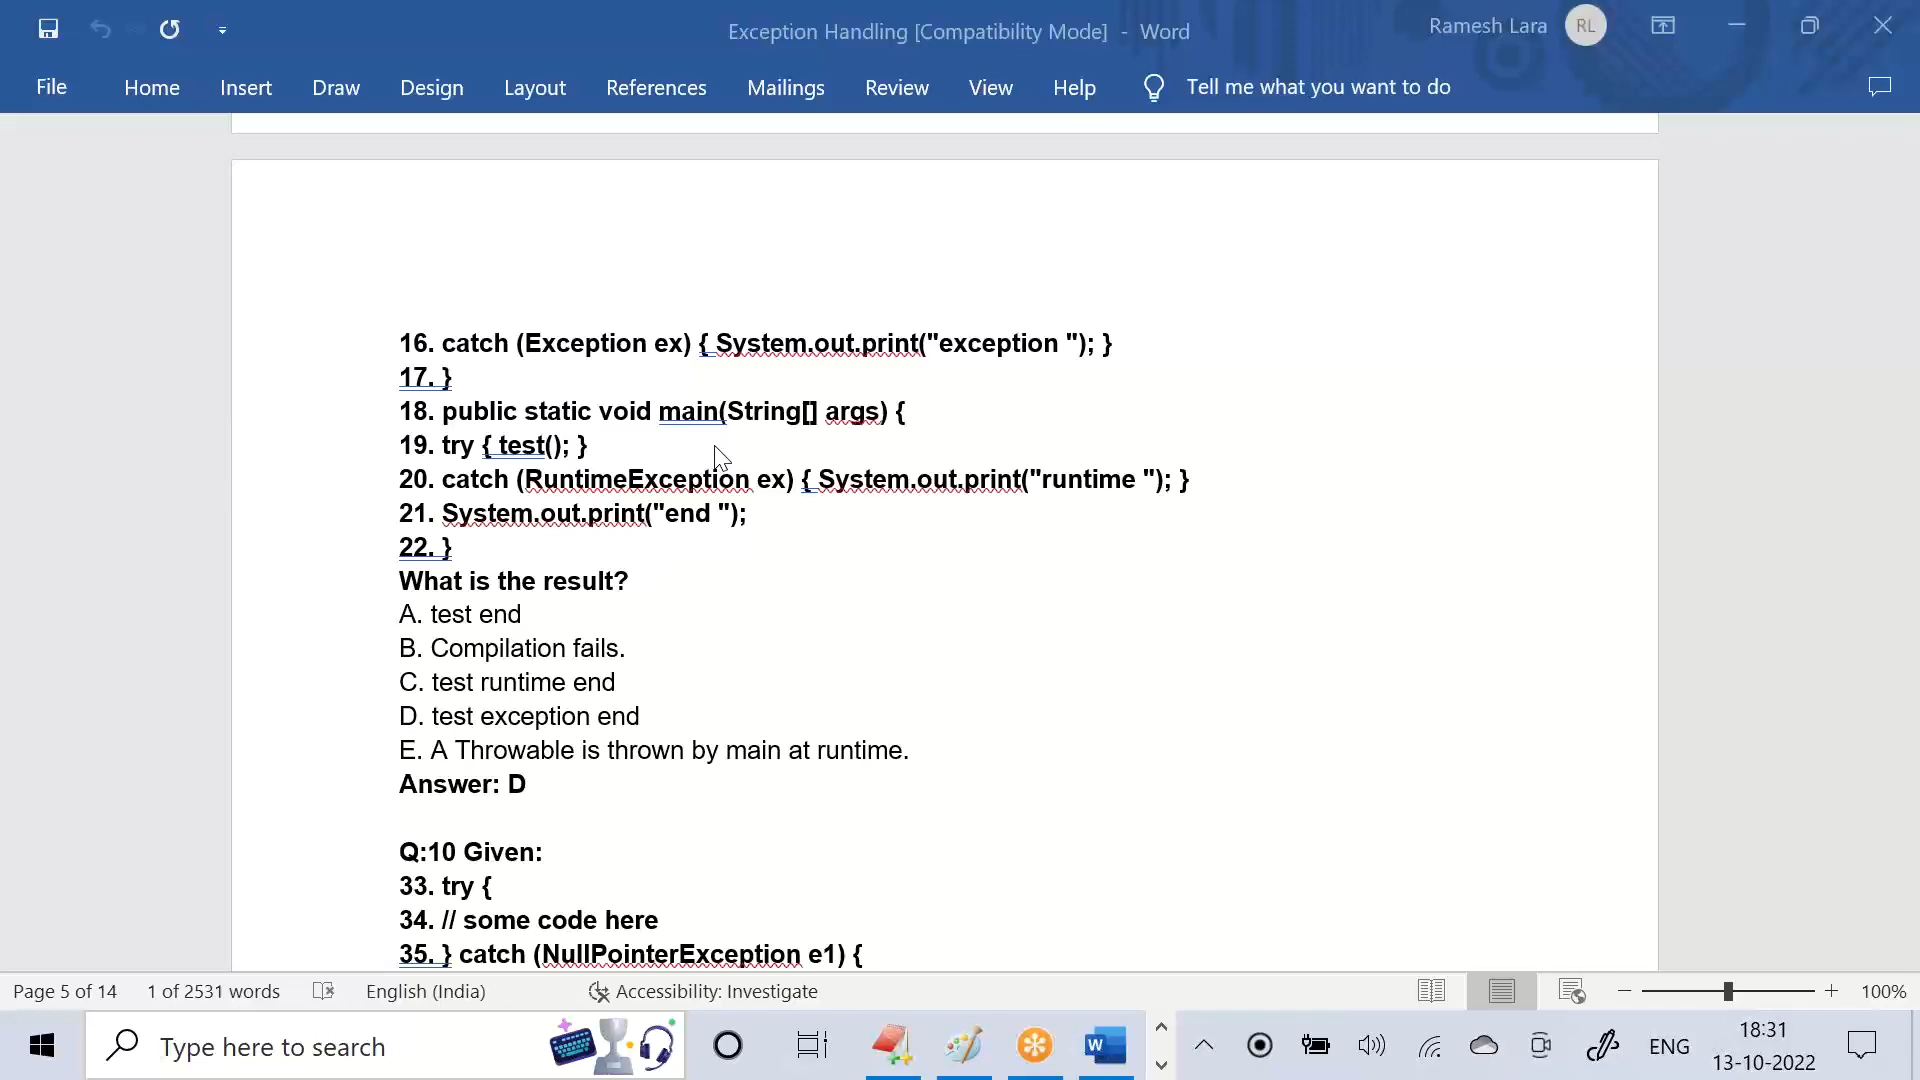 Exception Handling [Compatibility Mode] - Word
Ramesh Lara
RL
File Home Insert Draw Design Layout References Mailings Review View Help Tell me what you want to do
16. catch (Exception ex) { System.out.print("exception "); }
17. }
18. public static void main(String[] args) {
19. try { test(); }
20. catch (RuntimeException ex) { System.out.print("runtime "); }
21. System.out.print("end ");
22. }
What is the result?
A. test end
B. Compilation fails.
C. test runtime end
D. test exception end
E. A Throwable is thrown by main at runtime.
Answer: D
Q:10 Given:
33. try {
34. // some code here
35. } catch (NullPointerException e1) {
Page 5 of 14 1 of 2531 words English (India) Accessibility: Investigate 100%
Type here to search
W
ENG
18:31
13-10-2022